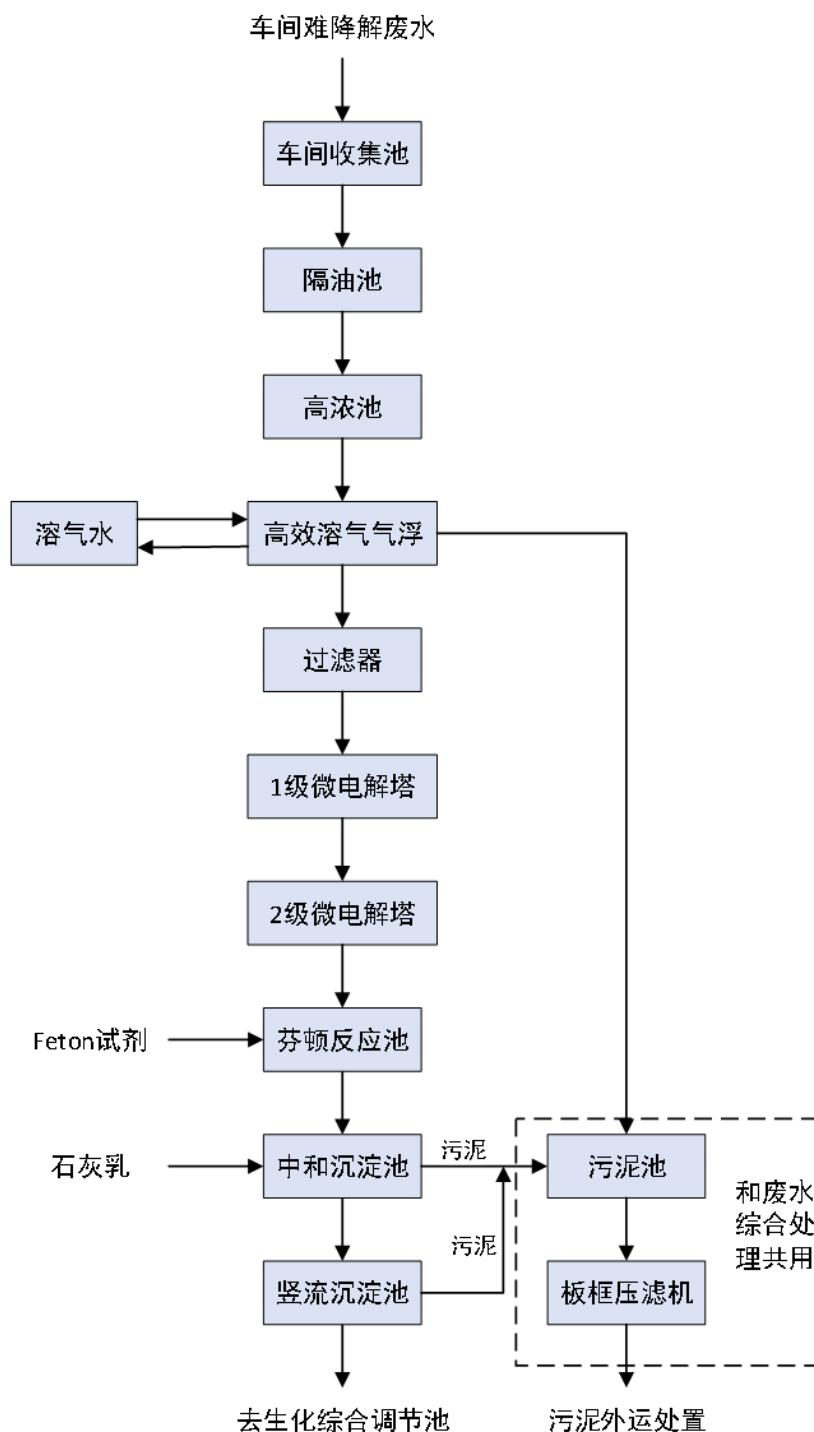 车间难降解废水
车间收集池
隔油池
高浓池
溶气水
高效溶气气浮
过滤器
1级微电解塔
2级微电解塔
Feton试剂
芬顿反应池
石灰乳
中和沉淀池
污泥
污泥池
和废水
综合处
理共用
污泥
竖流沉淀池
板框压滤机
去生化综合调节池
污泥外运处置